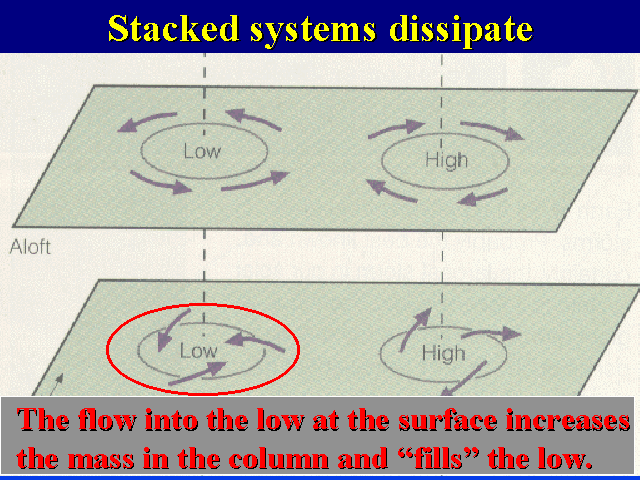 Stacked systems dissipate
Low
High
Aloft
Low
High
The flow into the low at the surface increases
the mass in the column and “fills” the low.